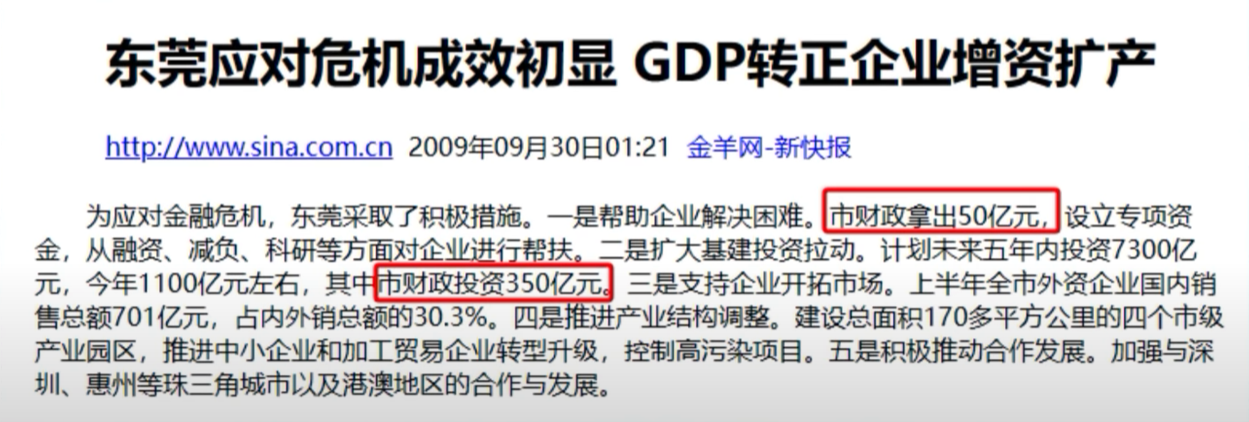 东莞应对危机成效初显 GDP转正企业增资扩产
http://www.sina.com.cn 2009年09月30日01:21 金羊网-新快报
为应对金融危机，东莞采取了积极措施。一是帮助企业解决困难。市财政拿出50亿元，设立专项资
金，从融资、减负、科研等方面对企业进行帮扶。二是扩大基建投资拉动。计划未来五年内投资7300亿
元，今年1100亿元左右，其中市财政投资350亿元。三是支持企业开拓市场。上半年全市外资企业国内销
售总额701亿元，占内外销总额的30.3%。四是推进产业结构调整。建设总面积170多平方公里的四个市级
产业园区，推进中小企业和加工贸易企业转型升级，控制高污染项目。五是积极推动合作发展。加强与深
圳、惠州等珠三角城市以及港澳地区的合作与发展。